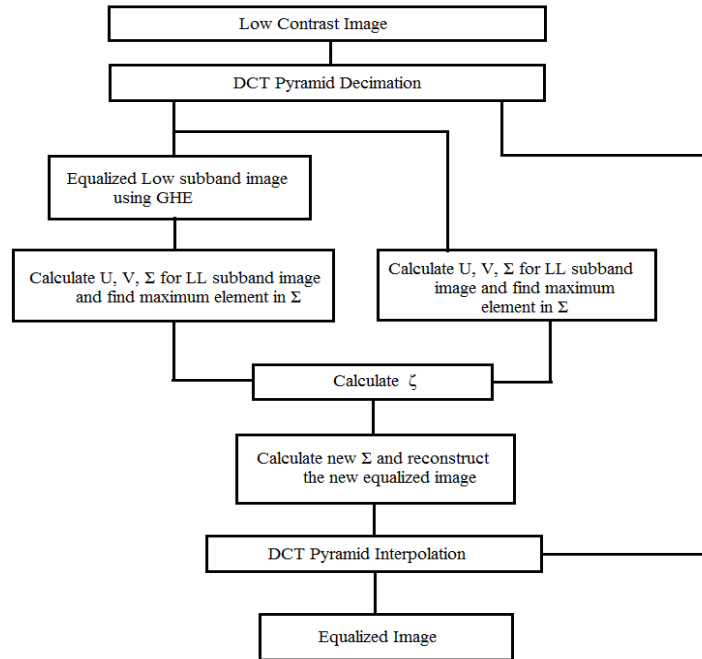 Low Contrast Image
DCT Pyramid Decimation
Equalized Low subband image
using GHE
Calculate U, V, Σ for LL subband image
and find maximum element in Σ
Calculate U, V, Σ for LL subband
image and find maximum
element in Σ
Calculate ζ
Calculate new Σ and reconstruct
the new equalized image
DCT Pyramid Interpolation
Equalized Image